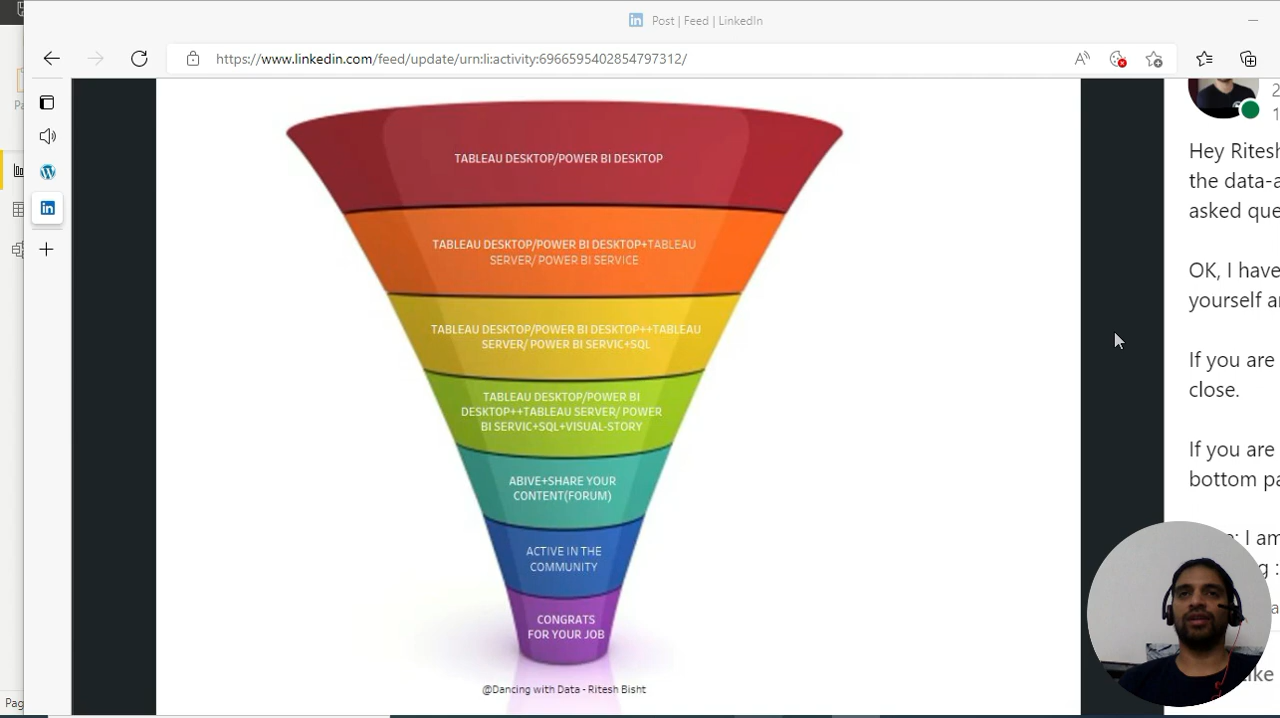 Post | Feed | LinkedIn
https://www.linkedin.com/feed/update/urn:li:activity:6966595402854797312/
TABLEAU DESKTOP/POWER BI DESKTOP
TABLEAU DESKTOP/POWER BI DESKTOP+TABLEAU
SERVER/ POWER BI SERVICE
TABLEAU DESKTOP/POWER BI DESKTOP++TABLEAU
SERVER/ POWER BI SERVIC+SQL
TABLEAU DESKTOP/POWER BI
DESKTOP++TABLEAU SERVER/ POWER
BI SERVIC+SQL+VISUAL-STORY
ABIVE+SHARE YOUR
CONTENT(FORUM)
ACTIVE IN THE
COMMUNITY
CONGRATS
FOR YOUR JOB
@Dancing with Data - Ritesh Bisht
Hey Ritesh
the data-a
asked que
OK, I have
yourself a
If you are
close.
If you are
bottom pa
: I am
g :